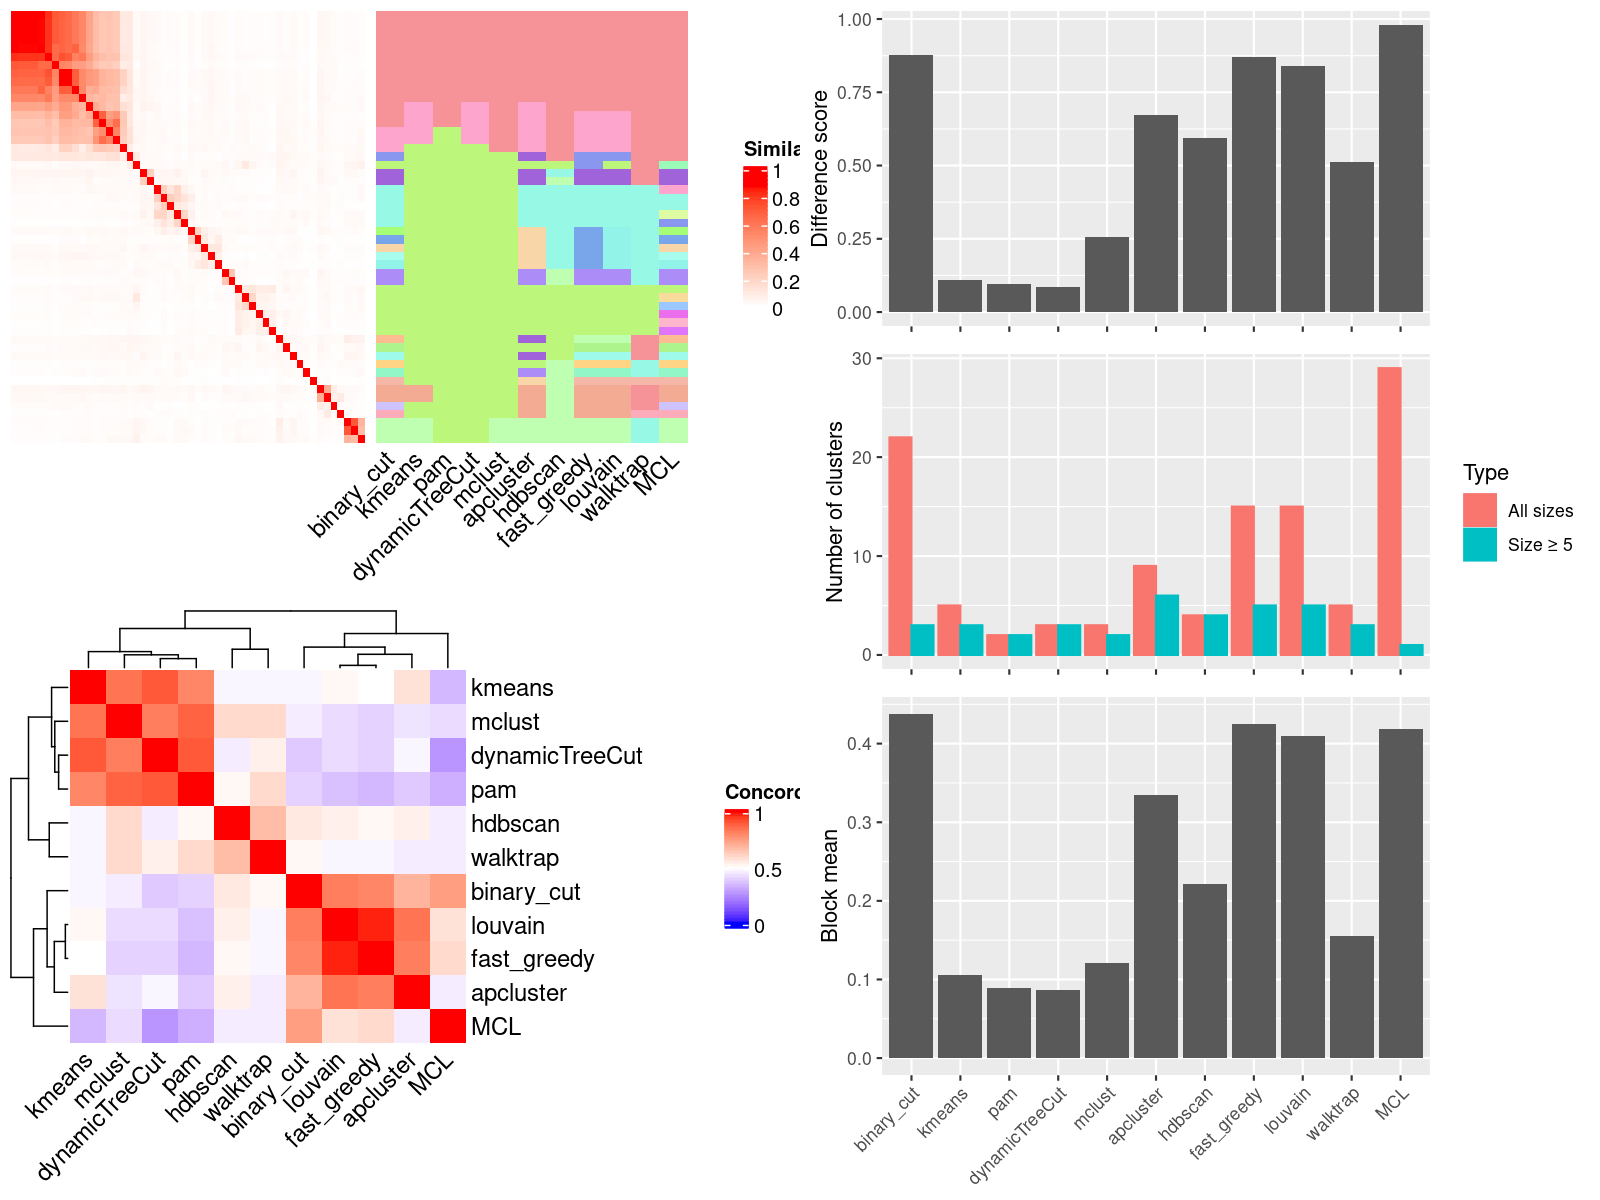 Simila
1
0.8
0.6
0.4
0.2
0
binary_cut
kmeans
pam
dynamicTreeCut
mclust
apcluster
hdbscan
fast_greedy
louvain
walktrap
MCL
kmeans
mclust
dynamicTreeCut
pam
hdbscan
walktrap
binary_cut
louvain
fast_greedy
apcluster
MCL
kmeans
mclust
dynamicTreeCut
pam
hdbscan
walktrap
binary_cut
louvain
fast_greedy
apcluster
MCL
Concord
1
0.5
0
Difference score
1.00
0.75
0.50
0.25
0.00
Number of clusters
30
20
10
0
Type
All sizes
Size ≥ 5
Block mean
0.4
0.3
0.2
0.1
0.0
binary_cut
kmeans
pam
dynamicTreeCut
mclust
apcluster
hdbscan
fast_greedy
louvain
walktrap
MCL